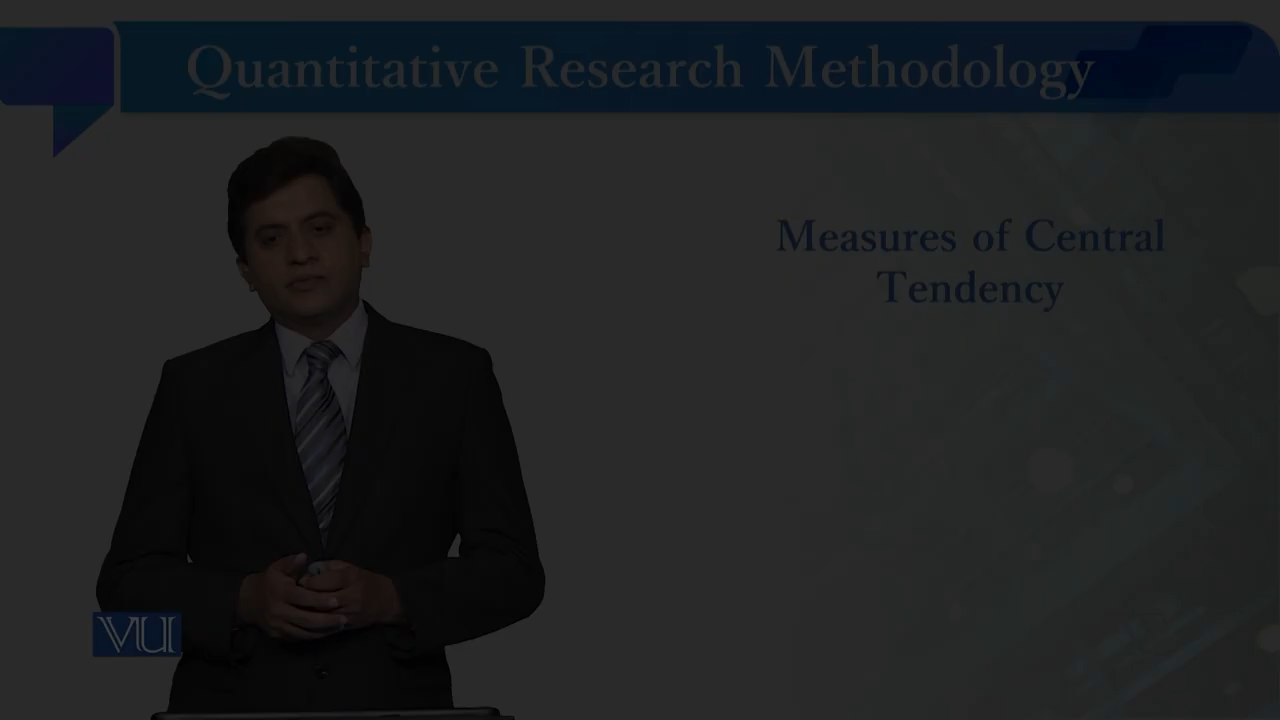 Quantitative Research Methodology
Measures of Central
Tendency
VU